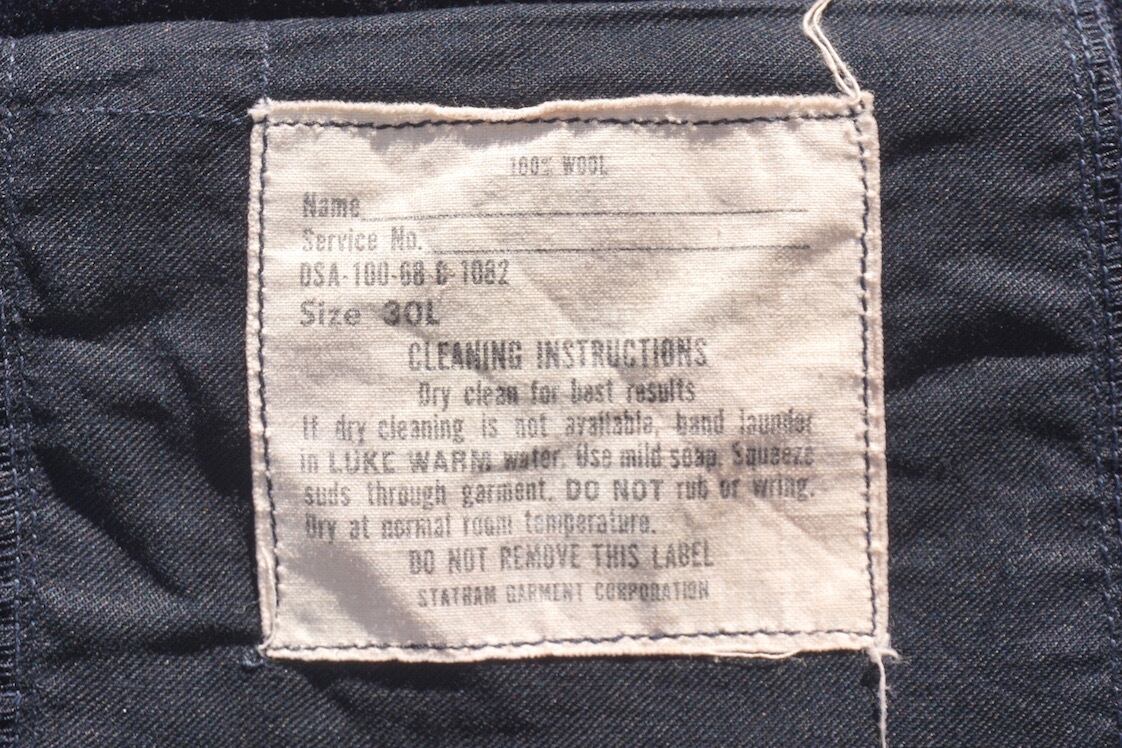 100% WOOL
Name
Service No.
DSA-100-68-C-1082
Size 30L
CLEANING INSTRUCTIONS
Dry clean for best results
If dry cleaning is not available, hand launder
in LUKE WARM water. Use mild soap. Squeeze
suds through garment. DO NOT rub or wring.
Dry at normal room temperature.
DO NOT REMOVE THIS LABEL
STATHAM GARMENT CORPORATION